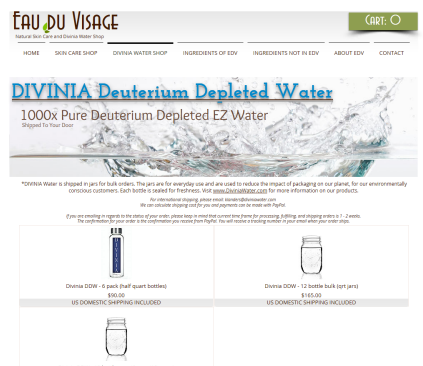 EAU DU VISAGE
Natural Skin Care and Divinia Water Shop
CART: 0
HOME
SKIN CARE SHOP
DIVINIA WATER SHOP
INGREDIENTS OF EDV
INGREDIENTS NOT IN EDV
ABOUT EDV
CONTACT
DIVINIA Deuterium Depleted Water
1000x Pure Deuterium Depleted EZ Water
Shipped To Your Door
*DIVINIA Water is shipped in jars for bulk orders. The jars are for everyday use and are used to reduce the impact of packaging on our planet, for our environmentally
conscious customers. Each bottle is sealed for freshness. Visit www.DiviniaWater.com for more information on our products.
For international shipping, please email:
We can calculate shipping cost for you and payments can be made with PayPal.
If you are emailing in regards to the status of your order, please keep in mind that current time frame for processing, fulfilling, and shipping orders is 1 - 2 weeks.
The confirmation for your order is the confirmation you receive from PayPal. You will receive a tracking number in your email when your order ships.
DIVINIA
Divinia DDW - 6 pack (half quart bottles)
$90.00
US DOMESTIC SHIPPING INCLUDED
Divinia DDW - 12 bottle bulk (qrt jars)
$165.00
US DOMESTIC SHIPPING INCLUDED